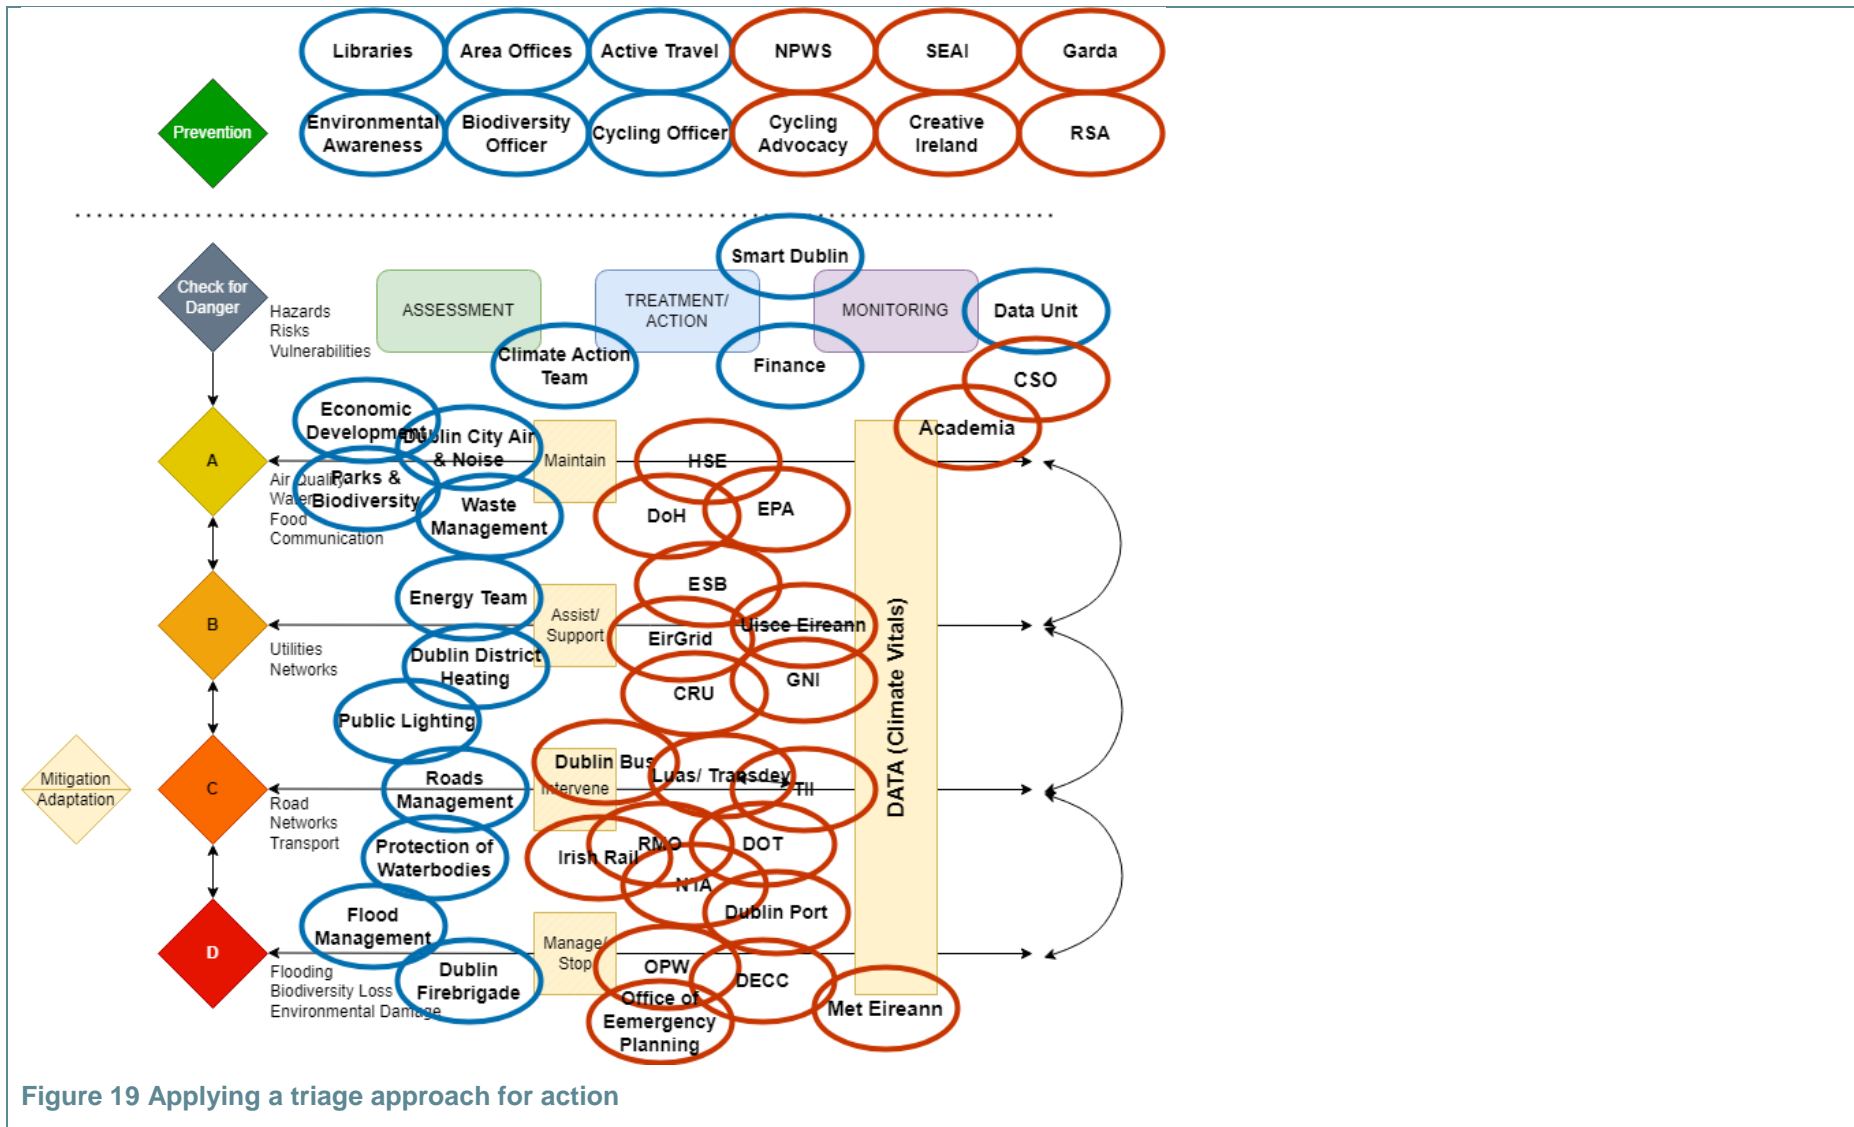 Libraries
Area Offices
Active Travel
NPWS
SEAI
Garda
Prevention
Environmental
Awareness
Biodiversity
Officer
Cycling Officer
Cycling
Advocacy
Creative
Ireland
RSA
Smart Dublin
Check for
Danger
Hazards
Risks
Vulnerabilities
ASSESSMENT
TREATMENT/
ACTION
MONITORING
Data Unit
Climate Action
Team
Finance
CSO
Academia
Economic
Development
Dublin City Air
& Noise
A
Maintain
HSE
Air Quality
Water
Food
Communication
Parks &
Biodiversity
Waste
Management
DoH
EPA
ESB
Energy Team
B
Assist/
Support
EirGrid
Uisce Eireann
Utilities
Networks
Dublin District
Heating
CRU
GNI
Public Lighting
DATA (Climate Vitals)
Mitigation
Adaptation
C
Road
Networks
Transport
Roads
Management
Intervene
Dublin Bus
Luas/ Transdev
TII
Protection of
Waterbodies
Irish Rail
RMO
DOT
NTA
Dublin Port
Flood
Management
D
Manage/
Stop
OPW
DECC
Flooding
Biodiversity Loss
Environmental Damage
Dublin
Firebrigade
Office of
Eemergency
Planning
Met Eireann
Figure 19 Applying a triage approach for action